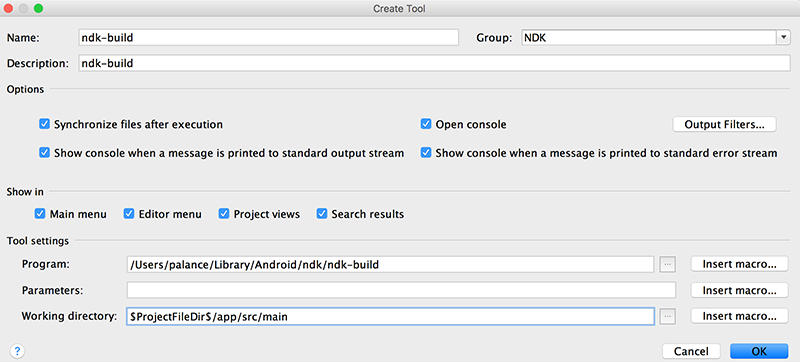 Create Tool
Name: ndk-build Group: NDK
Description: ndk-build
Options
Synchronize files after execution Open console Output Filters...
Show console when a message is printed to standard output stream Show console when a message is printed to standard error stream
Show in
Main menu Editor menu Project views Search results
Tool settings
Program: /Users/palance/Library/Android/ndk/ndk-build ... Insert macro...
Parameters: Insert macro...
Working directory: $ProjectFileDir$/app/src/main ... Insert macro...
? Cancel OK